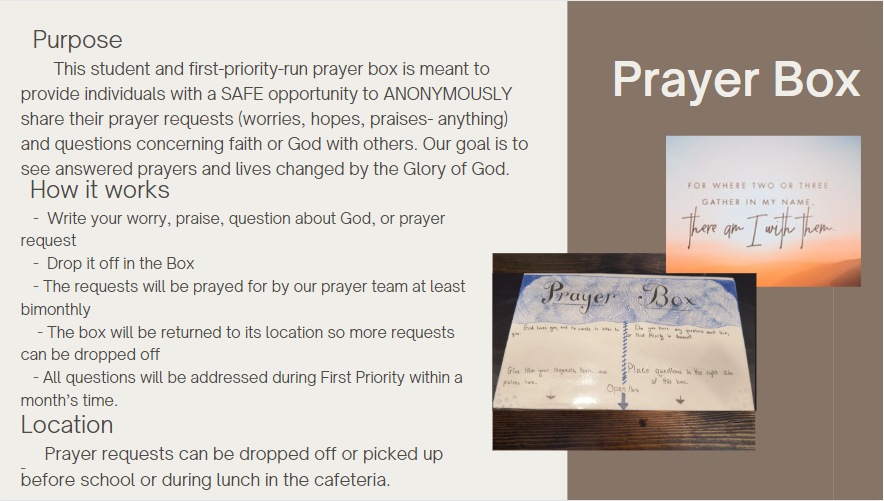 Purpose
This student and first-priority-run prayer box is meant to
provide individuals with a SAFE opportunity to ANONYMOUSLY
share their prayer requests (worries, hopes, praises- anything)
and questions concerning faith or God with others. Our goal is to
see answered prayers and lives changed by the Glory of God.
How it works
- Write your worry, praise, question about God, or prayer
request
- Drop it off in the Box
- The requests will be prayed for by our prayer team at least
bimonthly
- The box will be returned to its location so more requests
can be dropped off
- All questions will be addressed during First Priority within a
month's time.
Location
Prayer requests can be dropped off or picked up
-
before school or during lunch in the cafeteria.
Prayer Box
FOR WHERE TWO OR THREE
GATHER IN MY NAME,
there am I with them.
Prayer Box
God loves you, and He wants to listen to
you.
Do you have any questions about Him,
or First Priority in general?
Give Him your requests, and
praises here.
Place questions in the right side
of this box.
Open Here